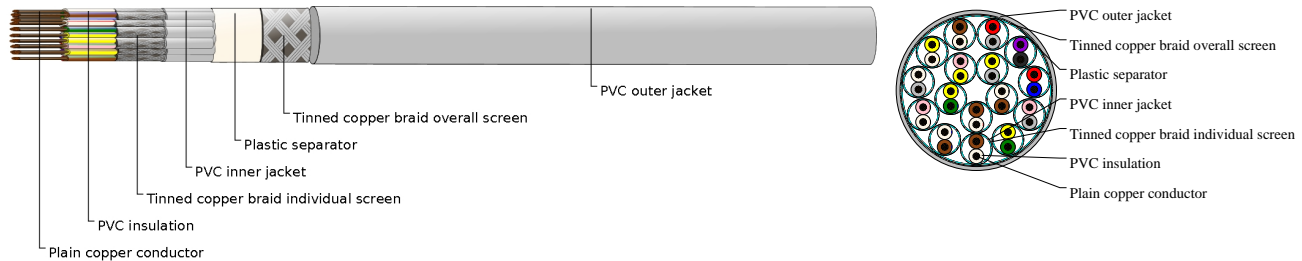 PVC outer jacket
Tinned copper braid overall screen
Plastic separator
PVC inner jacket
Tinned copper braid individual screen
PVC insulation
Plain copper conductor
PVC outer jacket
Tinned copper braid overall screen
Plastic separator
PVC inner jacket
Tinned copper braid individual screen
PVC insulation
Plain copper conductor